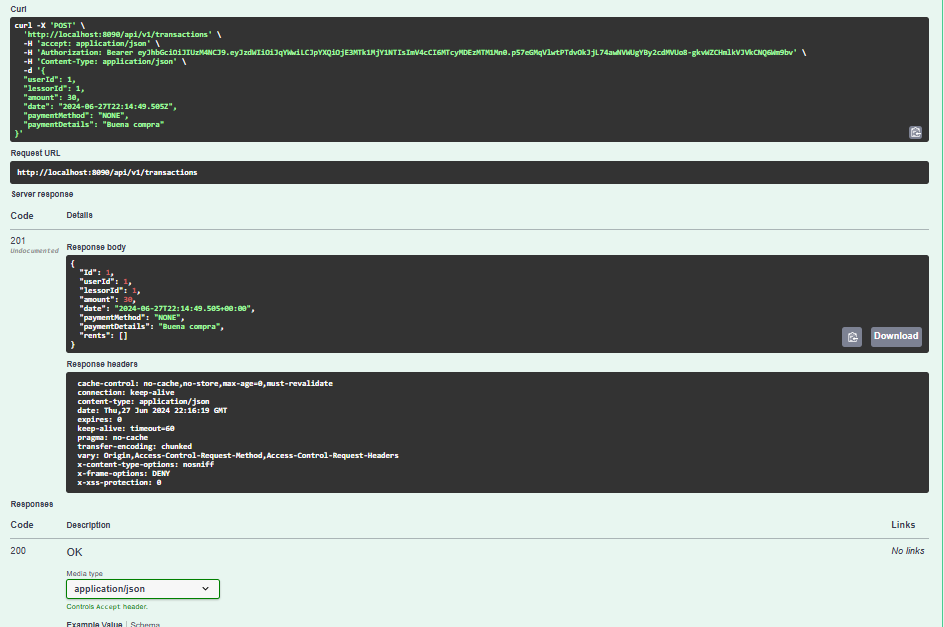 Curl
curl -X 'POST' \
'http://localhost:8090/api/v1/transactions' \
-H 'accept: application/json' \
-H 'Authorization: Bearer
-H 'Content-Type: application/json' \
-d '{
"userId": 1,
"lessorId": 1,
"amount": 30,
"date": "2024-06-27T22:14:49.505Z",
"paymentMethod": "NONE",
"paymentDetails": "Buena compra"
}'
Request URL
http://localhost:8090/api/v1/transactions
Server response
Code Details
201
Undocumented
Response body
{
"Id": 1,
"userId": 1,
"lessorId": 1,
"amount": 30,
"date": "2024-06-27T22:14:49.505+00:00",
"paymentMethod": "NONE",
"paymentDetails": "Buena compra",
"rents": []
}
Download
Response headers
cache-control: no-cache,no-store,max-age=0,must-revalidate
connection: keep-alive
content-type: application/json
date: Thu,27 Jun 2024 22:16:19 GMT
expires: 0
keep-alive: timeout=60
pragma: no-cache
transfer-encoding: chunked
vary: Origin,Access-Control-Request-Method,Access-Control-Request-Headers
x-content-type-options: nosniff
x-frame-options: DENY
x-xss-protection: 0
Responses
Code Description Links
200 OK No links
Media type
application/json
Controls Accept header.
Example Value | Schema